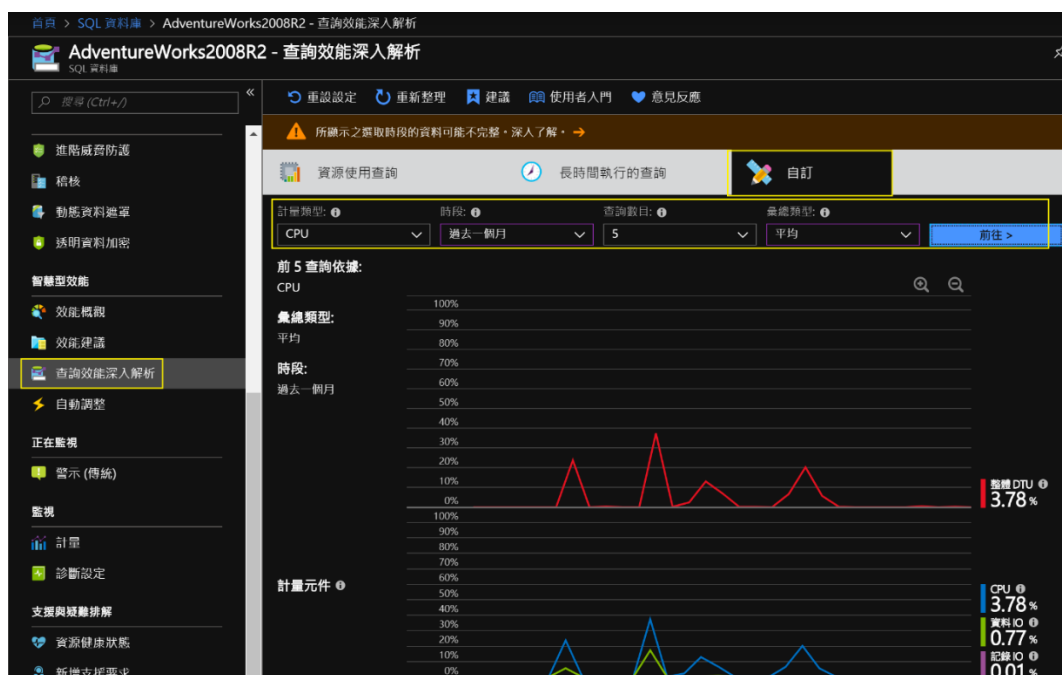 首頁 > SQL 資料庫 > AdventureWorks2008R2 - 查詢效能深入解析
AdventureWorks2008R2 - 查詢效能深入解析
SQL 資料庫
搜尋 (Ctrl+/)
«
重設設定
重新整理
建議
使用者入門
意見反應
所顯示之選取時段的資料可能不完整。深入了解。 →
進階威脅防護
稽核
動態資料遮罩
透明資料加密
智慧型效能
效能概觀
效能建議
查詢效能深入解析
自動調整
正在監視
警示 (傳統)
監視
計量
診斷設定
支援與疑難排解
資源健康狀態
新增支援要求
資源使用查詢
長時間執行的查詢
自訂
計量類型:
時段:
查詢數目:
彙總類型:
CPU
過去一個月
5
平均
前往 >
前 5 查詢依據:
CPU
彙總類型:
平均
時段:
過去一個月
100%
90%
80%
70%
60%
50%
40%
30%
20%
10%
0%
整體 DTU
3.78 %
計量元件
100%
90%
80%
70%
60%
50%
40%
30%
20%
10%
0%
CPU
3.78 %
資料 IO
0.77 %
記錄 IO
0.01 %